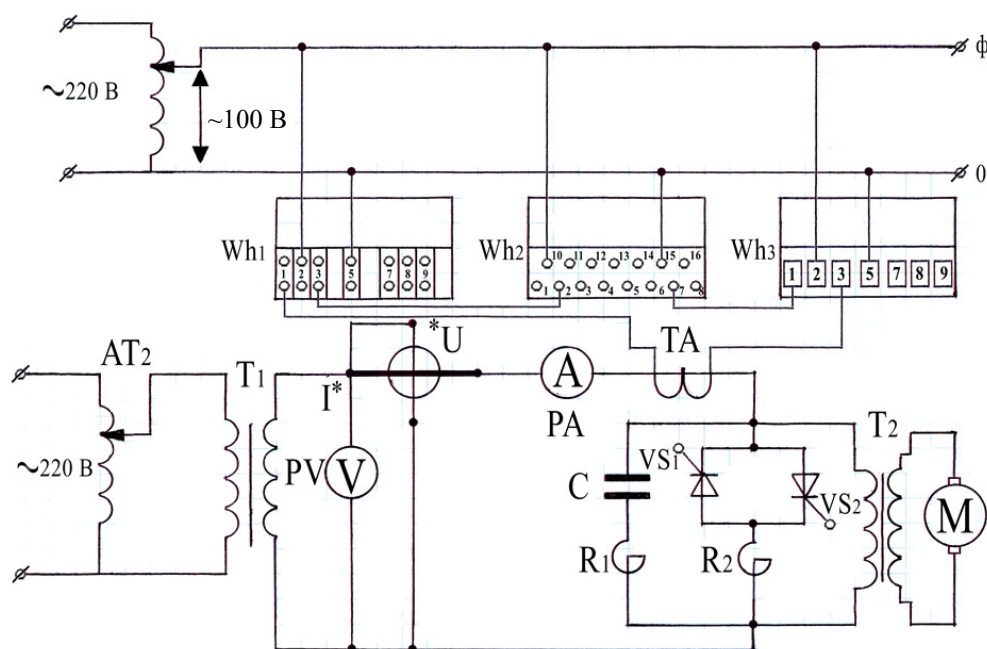 ф
~220 В
~100 В
0
Wh1
1 2 3 5 7 8 9
Wh2
10 11 12 13 14 15 16
1 2 3 4 5 6 7 8
Wh3
1 2 3 5 7 8 9
*U
TA
AT2
T1
I*
A
PA
T2
~220 В
PV V
C
VS1
VS2
M
R1
R2